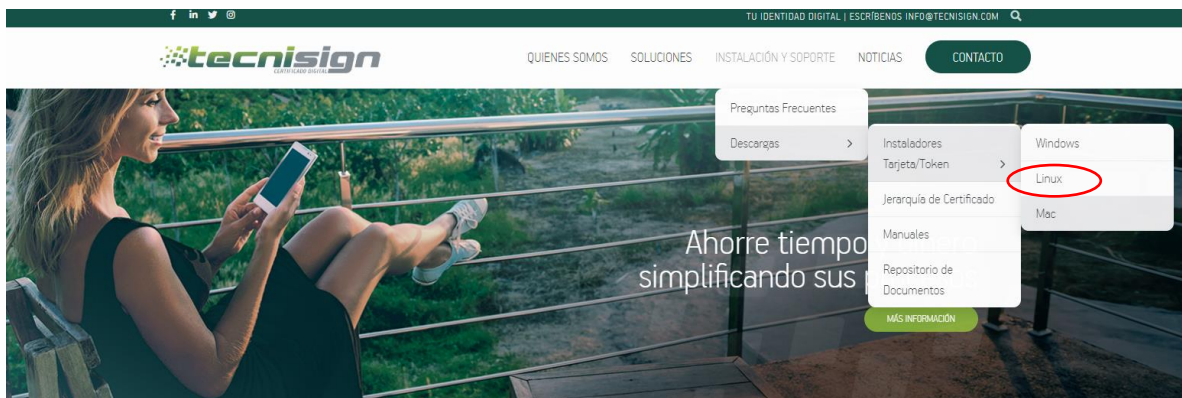 TU IDENTIDAD DIGITAL | ESCRÍBENOS INFO@TECNISIGN.COM
tecnisign
CERTIFICADO DIGITAL
QUIENES SOMOS SOLUCIONES INSTALACIÓN Y SOPORTE NOTICIAS CONTACTO
Preguntas Frecuentes
Descargas >
Instaladores
Tarjeta/Token >
Jerarquía de Certificado
Manuales
Repositorio de
Documentos
Windows
Linux
Mac
Ahorre tiempo
simplificando sus
MÁS INFORMACIÓN